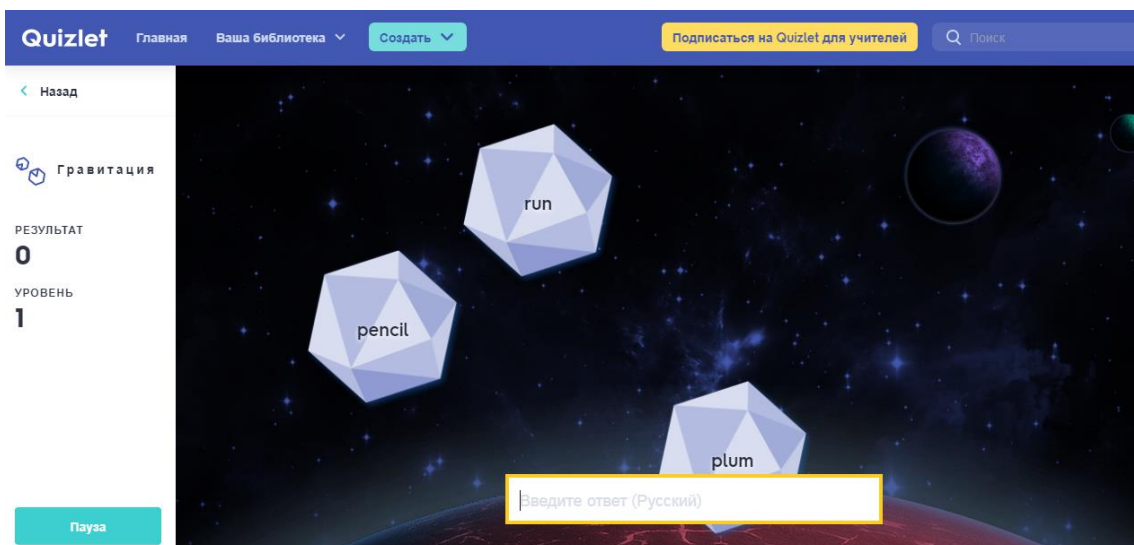 Quizlet Главная Ваша библиотека Создать Подписаться на Quizlet для учителей Поиск
Назад
Гравитация
РЕЗУЛЬТАТ
0
УРОВЕНЬ
1
Пауза
run
pencil
plum
Введите ответ (Русский)